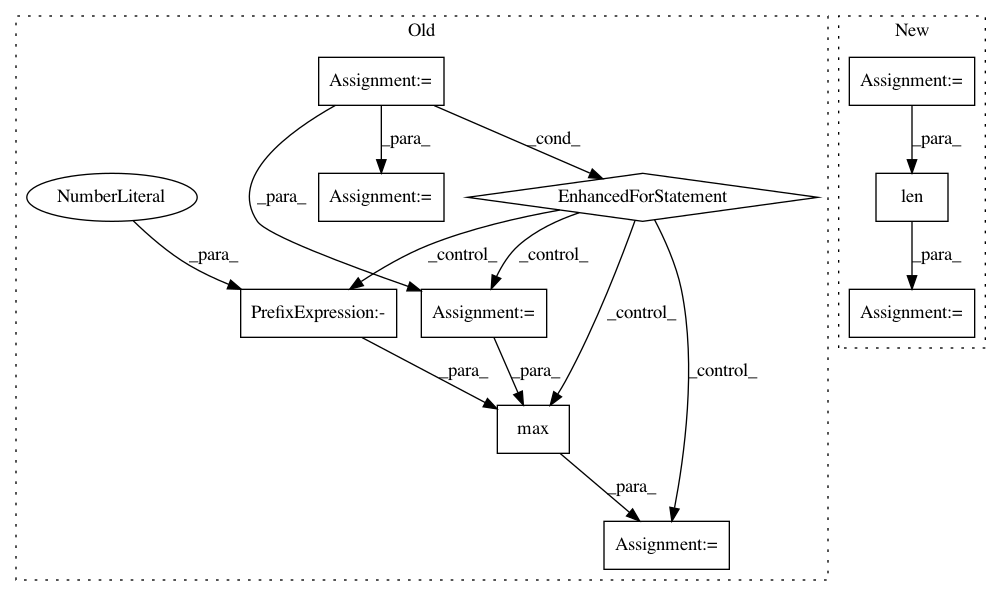 Old
New
Assignment:=
Assignment:=
_para_
_cond_
_para_
NumberLiteral
Assignment:=
EnhancedForStatement
len
_para_
_para_
_control_
_control_
_para_
PrefixExpression:-
Assignment:=
_control_
Assignment:=
_para_
_para_
_control_
max
_para_
Assignment:=